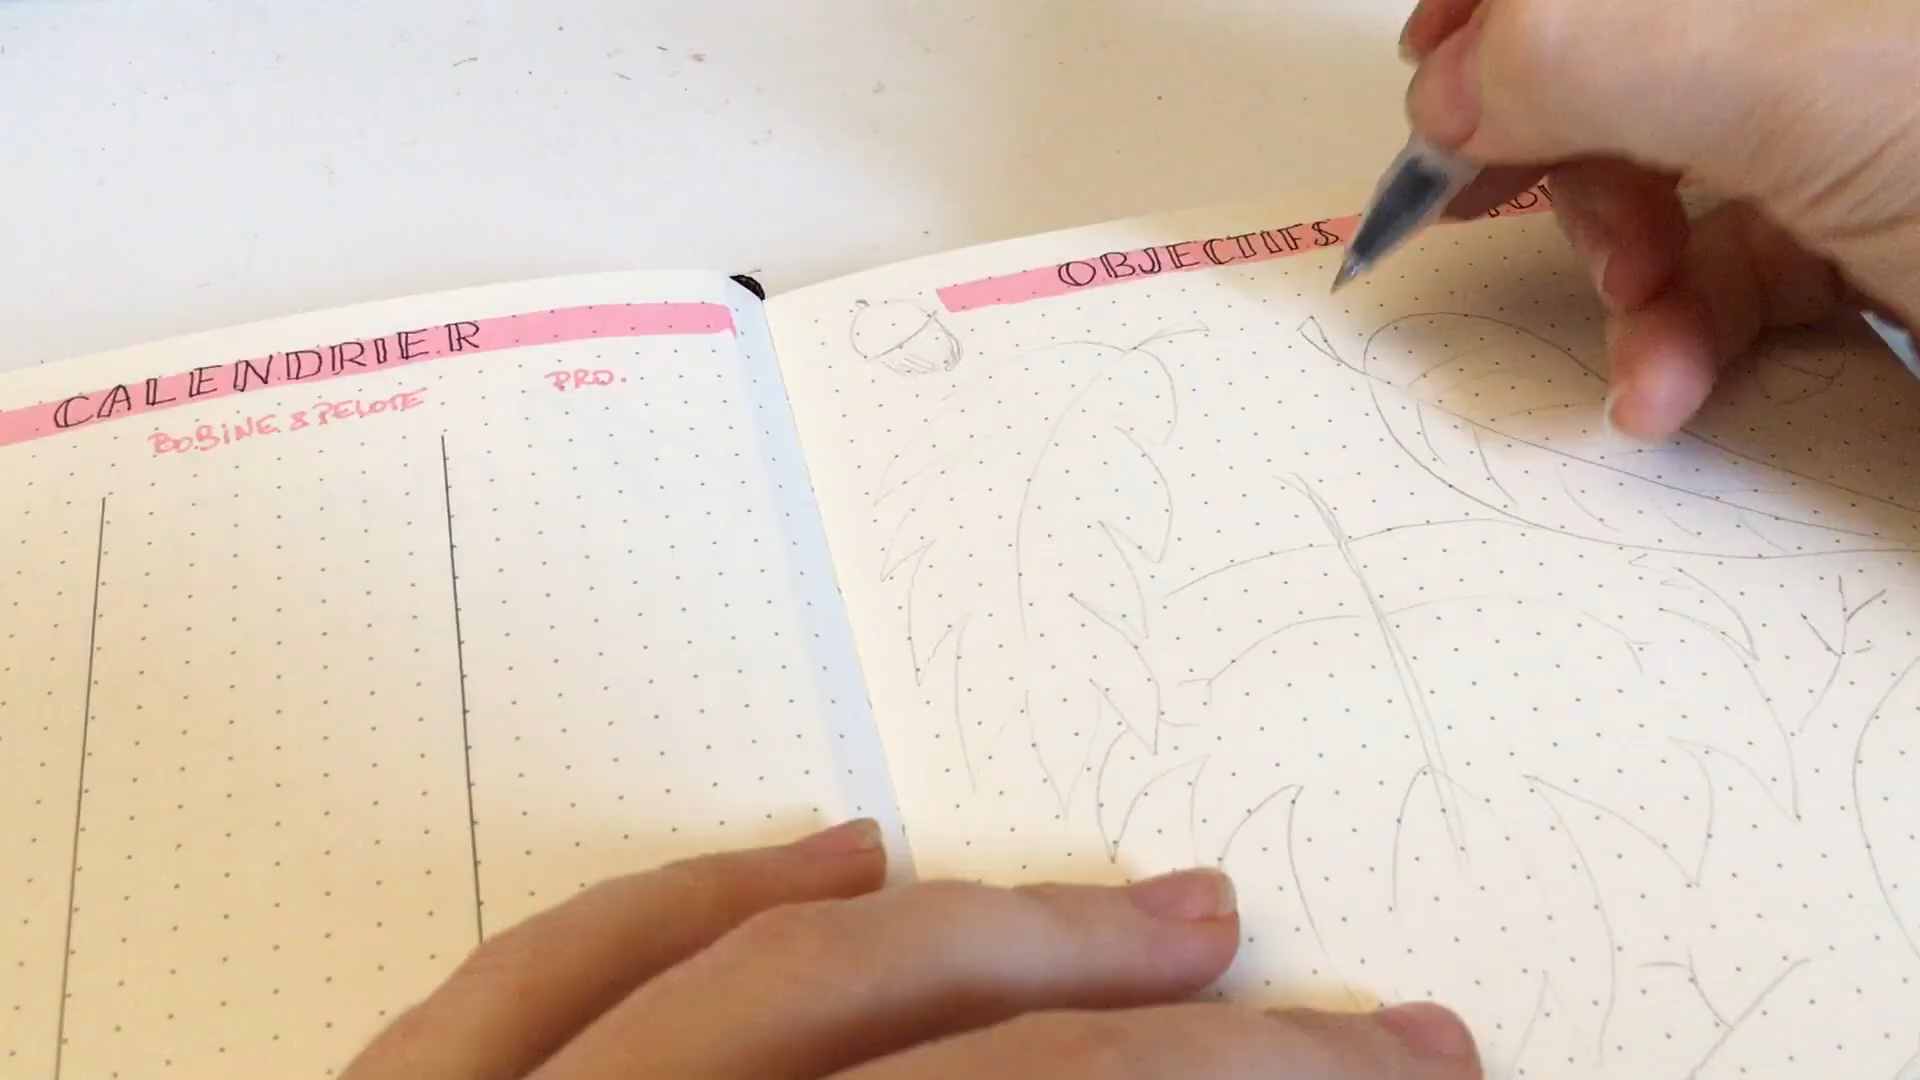 CALENDRIER
BOBINE & PELOTE
PRO.
OBJECTIFS